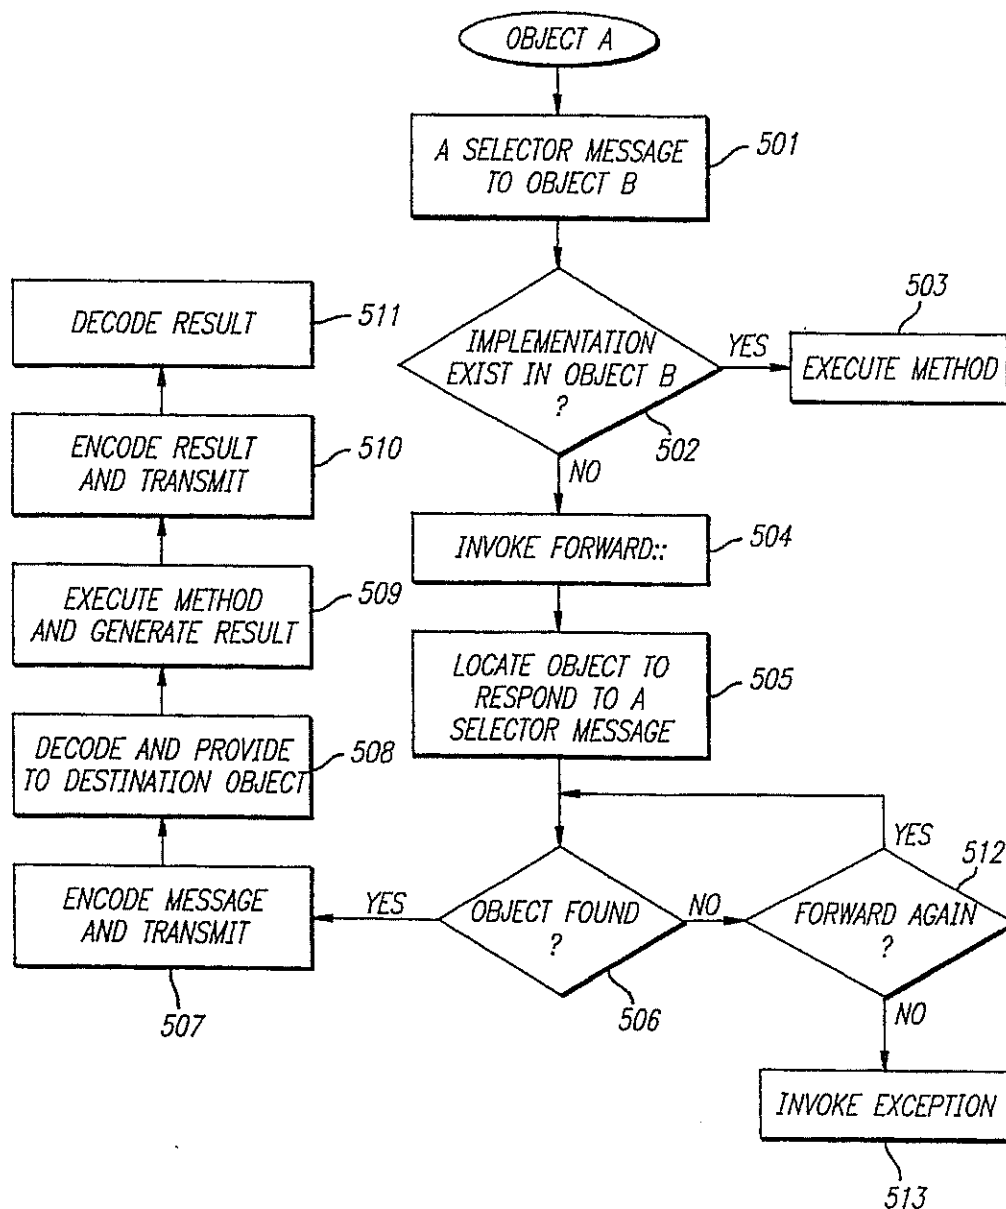 OBJECT A
A SELECTOR MESSAGE
TO OBJECT B
501
IMPLEMENTATION
EXIST IN OBJECT B
?
502
YES
503
EXECUTE METHOD
NO
INVOKE FORWARD::
504
LOCATE OBJECT TO
RESPOND TO A
SELECTOR MESSAGE
505
OBJECT FOUND
?
506
NO
FORWARD AGAIN
?
512
YES
NO
INVOKE EXCEPTION
513
YES
ENCODE MESSAGE
AND TRANSMIT
507
DECODE AND PROVIDE
TO DESTINATION OBJECT
508
EXECUTE METHOD
AND GENERATE RESULT
509
ENCODE RESULT
AND TRANSMIT
510
DECODE RESULT
511